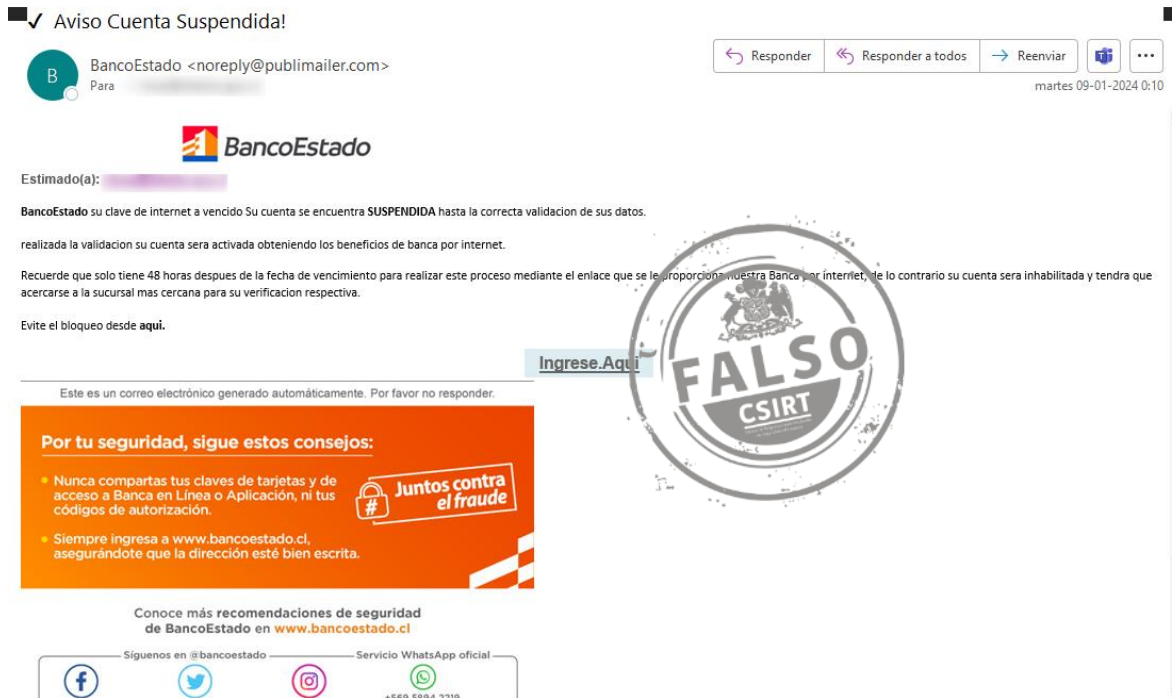 ✓ Aviso Cuenta Suspendida!
B
BancoEstado <noreply@publimailer.com>
Para
Responder
Responder a todos
Reenviar
...
martes 09-01-2024 0:10
BancoEstado
Estimado(a):
BancoEstado su clave de internet a vencido Su cuenta se encuentra SUSPENDIDA hasta la correcta validacion de sus datos.
realizada la validacion su cuenta sera activada obteniendo los beneficios de banca por internet.
Recuerde que solo tiene 48 horas despues de la fecha de vencimiento para realizar este proceso mediante el enlace que se le proporciona nuestra Banca por internet, de lo contrario su cuenta sera inhabilitada y tendra que
acercarse a la sucursal mas cercana para su verificacion respectiva.
Evite el bloqueo desde aqui.
Ingrese.Aqui
FALSO
CSIRT
Este es un correo electrónico generado automáticamente. Por favor no responder.
Por tu seguridad, sigue estos consejos:
• Nunca compartas tus claves de tarjetas y de
acceso a Banca en Línea o Aplicación, ni tus
códigos de autorización.
• Siempre ingresa a www.bancoestado.cl,
asegurándote que la dirección esté bien escrita.
#
Juntos contra
el fraude
Conoce más recomendaciones de seguridad
de BancoEstado en www.bancoestado.cl
Síguenos en @bancoestado
Servicio WhatsApp oficial
+569 5894 2219